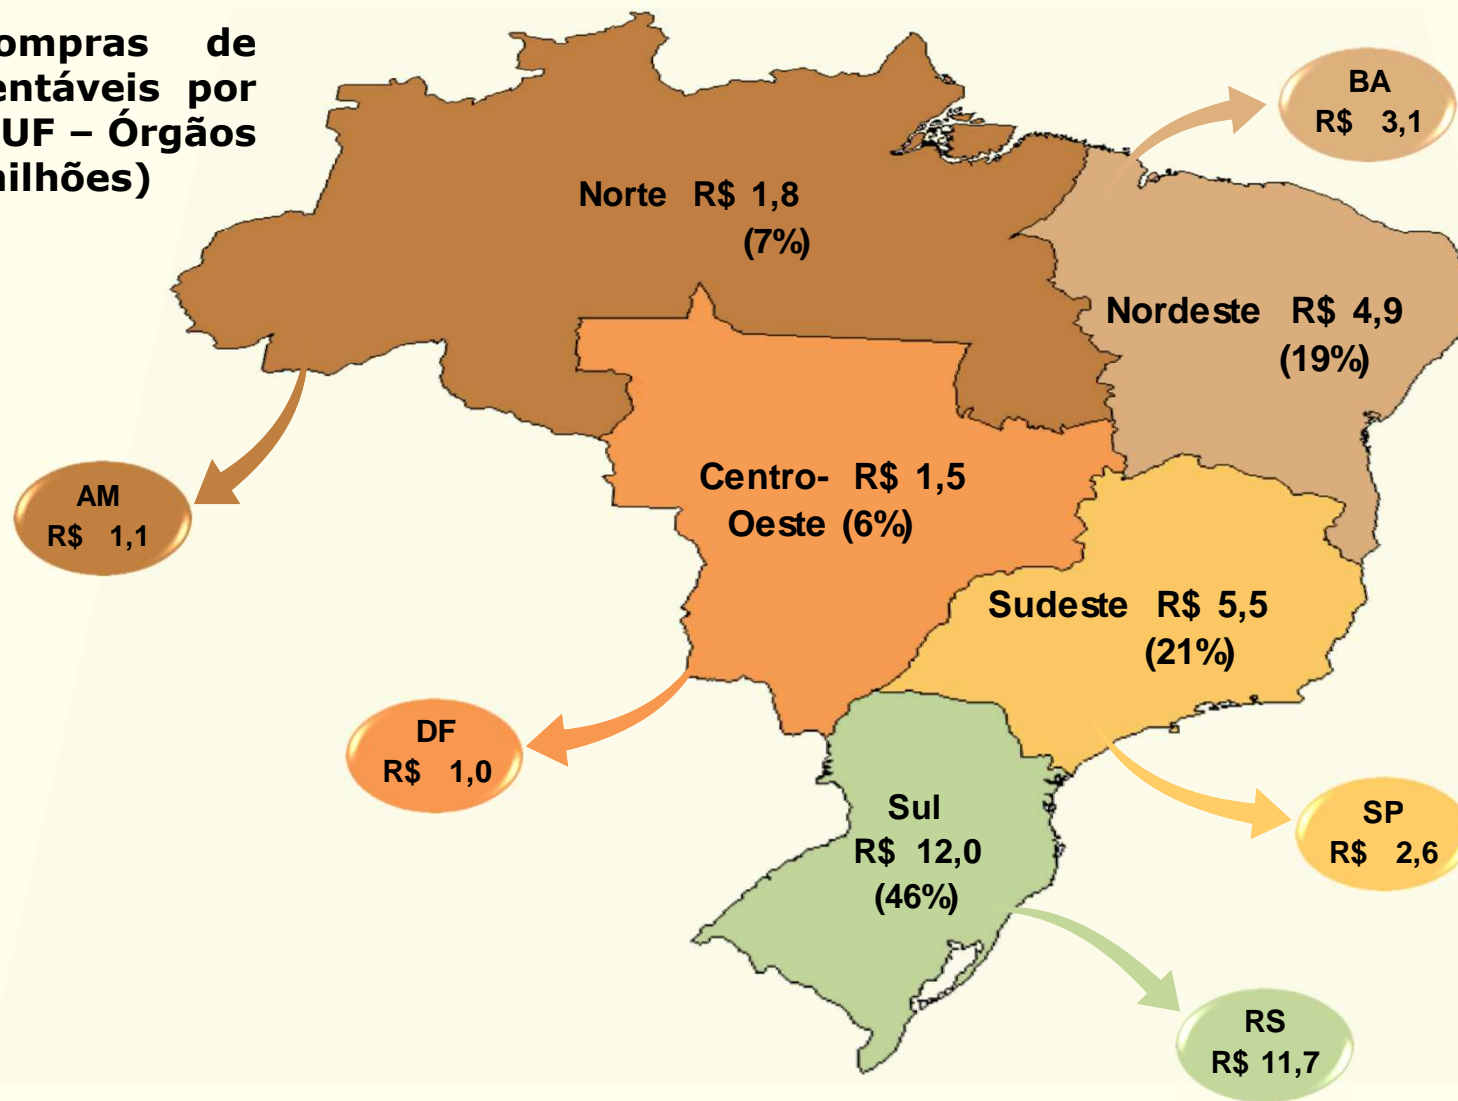 ompras de
entáveis por
UF – Órgãos
ilhões)
BA
R$ 3,1
Norte R$ 1,8
(7%)
Nordeste R$ 4,9
(19%)
AM
R$ 1,1
Centro- R$ 1,5
Oeste (6%)
Sudeste R$ 5,5
(21%)
DF
R$ 1,0
SP
R$ 2,6
Sul
R$ 12,0
(46%)
RS
R$ 11,7